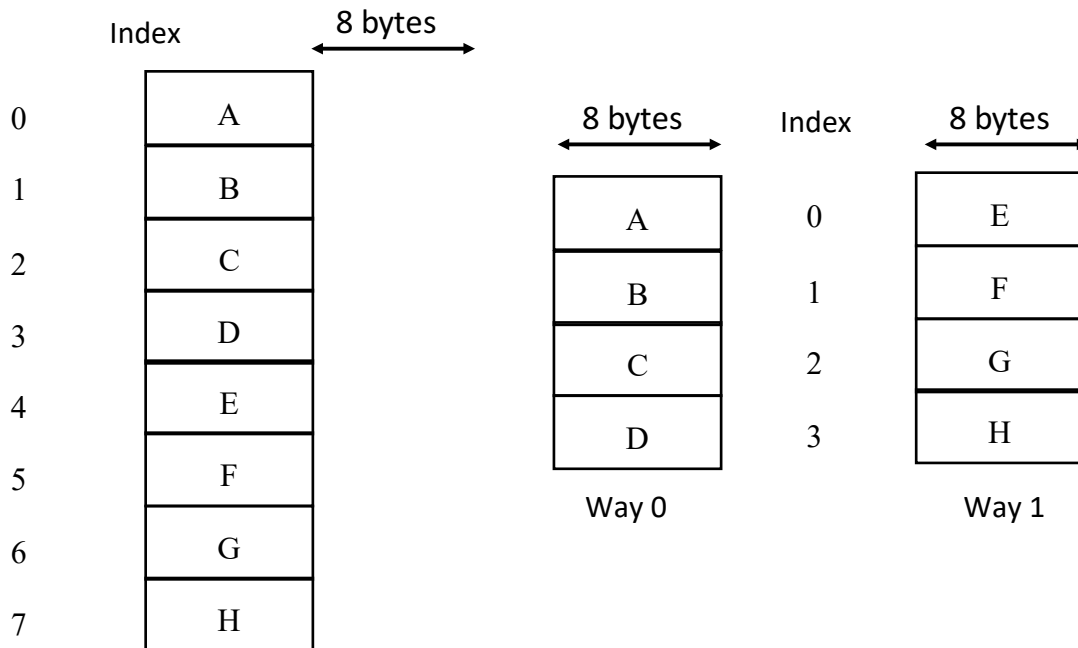 Index
8 bytes
0 A
1 B
2 C
3 D
4 E
5 F
6 G
7 H
8 bytes Index 8 bytes
A 0 E
B 1 F
C 2 G
D 3 H
Way 0 Way 1